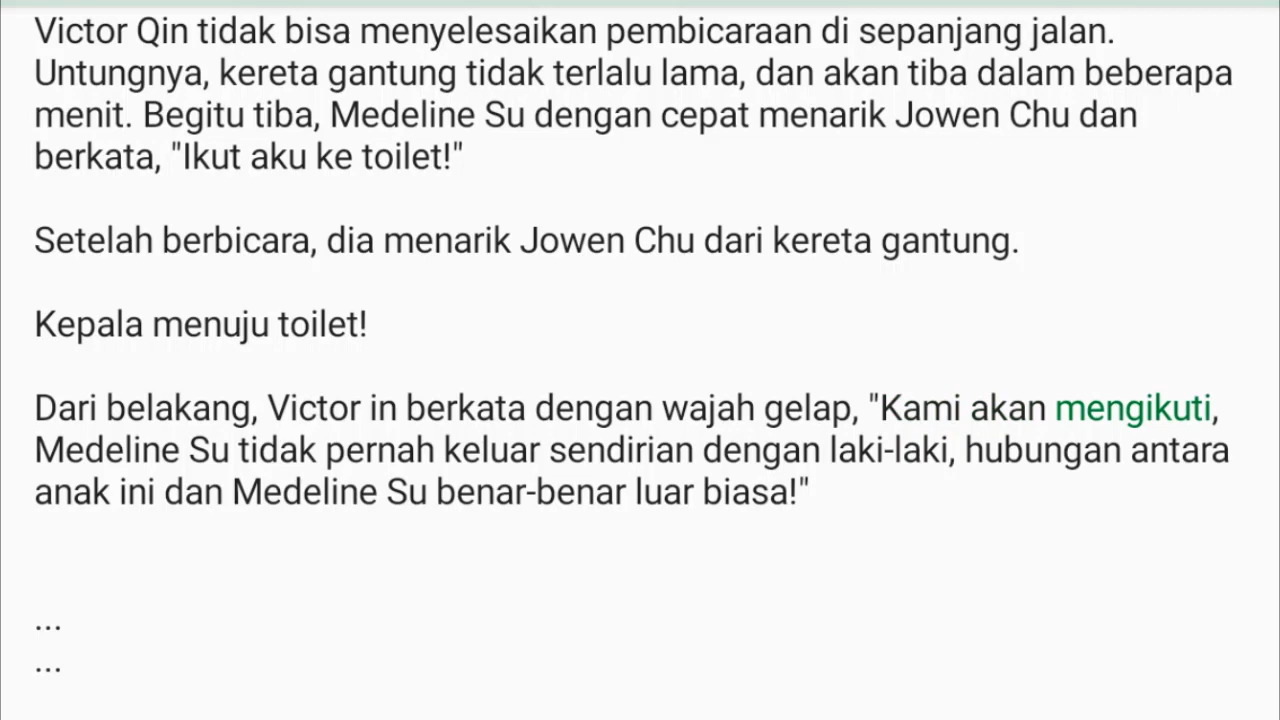 Victor Qin tidak bisa menyelesaikan pembicaraan di sepanjang jalan.
Untungnya, kereta gantung tidak terlalu lama, dan akan tiba dalam beberapa
menit. Begitu tiba, Medeline Su dengan cepat menarik Jowen Chu dan
berkata, "Ikut aku ke toilet!"
Setelah berbicara, dia menarik Jowen Chu dari kereta gantung.
Kepala menuju toilet!
Dari belakang, Victor in berkata dengan wajah gelap, "Kami akan mengikuti,
Medeline Su tidak pernah keluar sendirian dengan laki-laki, hubungan antara
anak ini dan Medeline Su benar-benar luar biasa!"
...
...